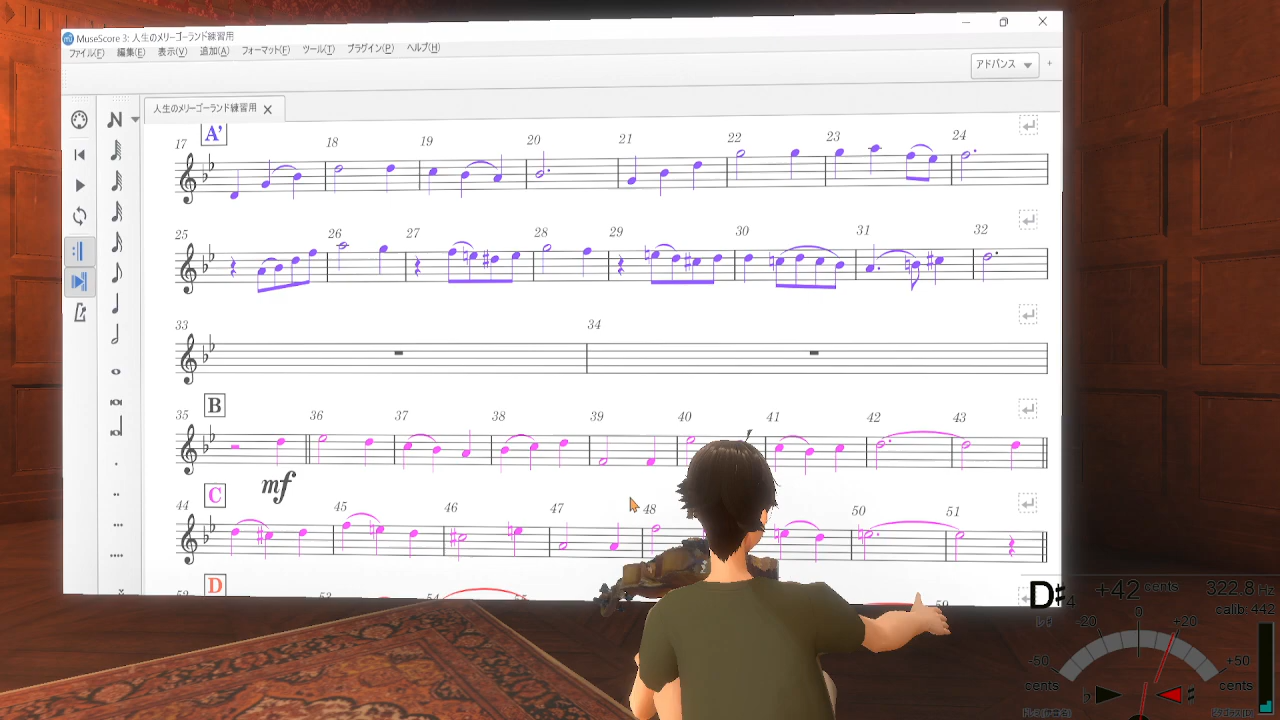 MuseScore 3: 人生のメリーゴーランド練習用
ファイル(F) 編集(E) 表示(V) 追加(A) フォーマット(F) ツール(T) プラグイン(P) ヘルプ(H)
アドバンス
人生のメリーゴーランド練習用
17 A' 18 19 20 21 22 23 24
25 26 27 28 29 30 31 32
33 34
35 B 36 37 38 39 40 41 42 43
mf
44 C 45 46 47 48 50 51
D 59
D♯4 +42 cents 322.8 Hz
calib 442
-50 -20 0 +20 +50
cents cents
♭ ♯